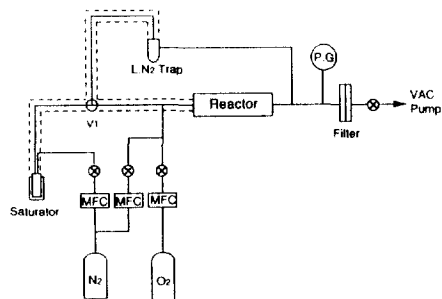 P.G
L.N2 Trap
V1
Reactor
VAC
Pump
Filter
Saturator
MFC MFC MFC
N2 O2